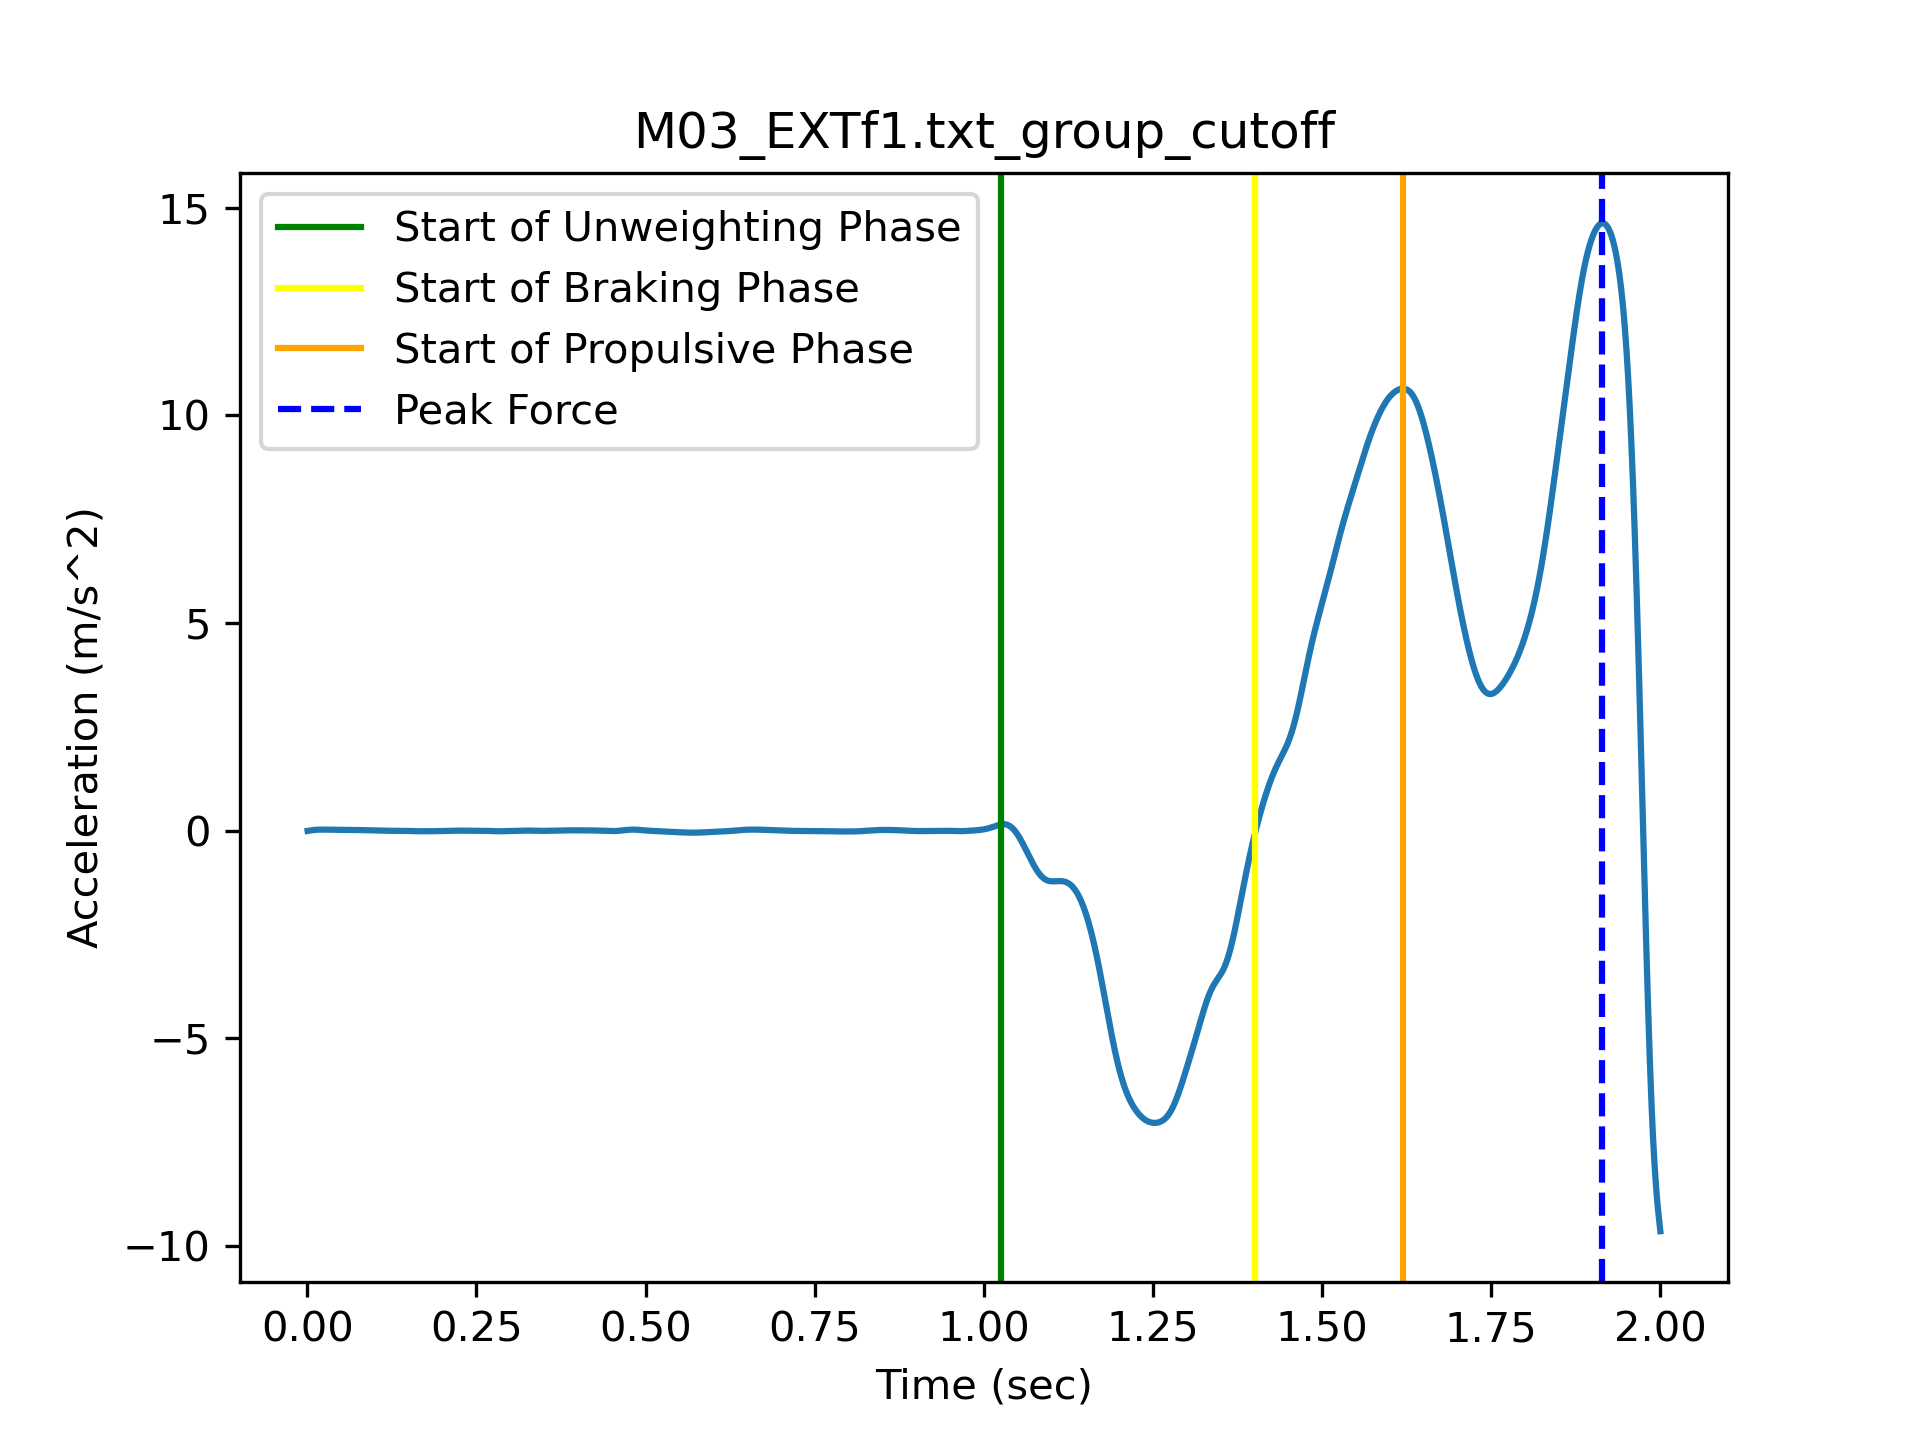 M03_EXTf1.txt_group_cutoff
Start of Unweighting Phase
Start of Braking Phase
Start of Propulsive Phase
Peak Force
Acceleration (m/s^2)
15
10
5
0
−5
−10
0.00 0.25 0.50 0.75 1.00 1.25 1.50 1.75 2.00
Time (sec)